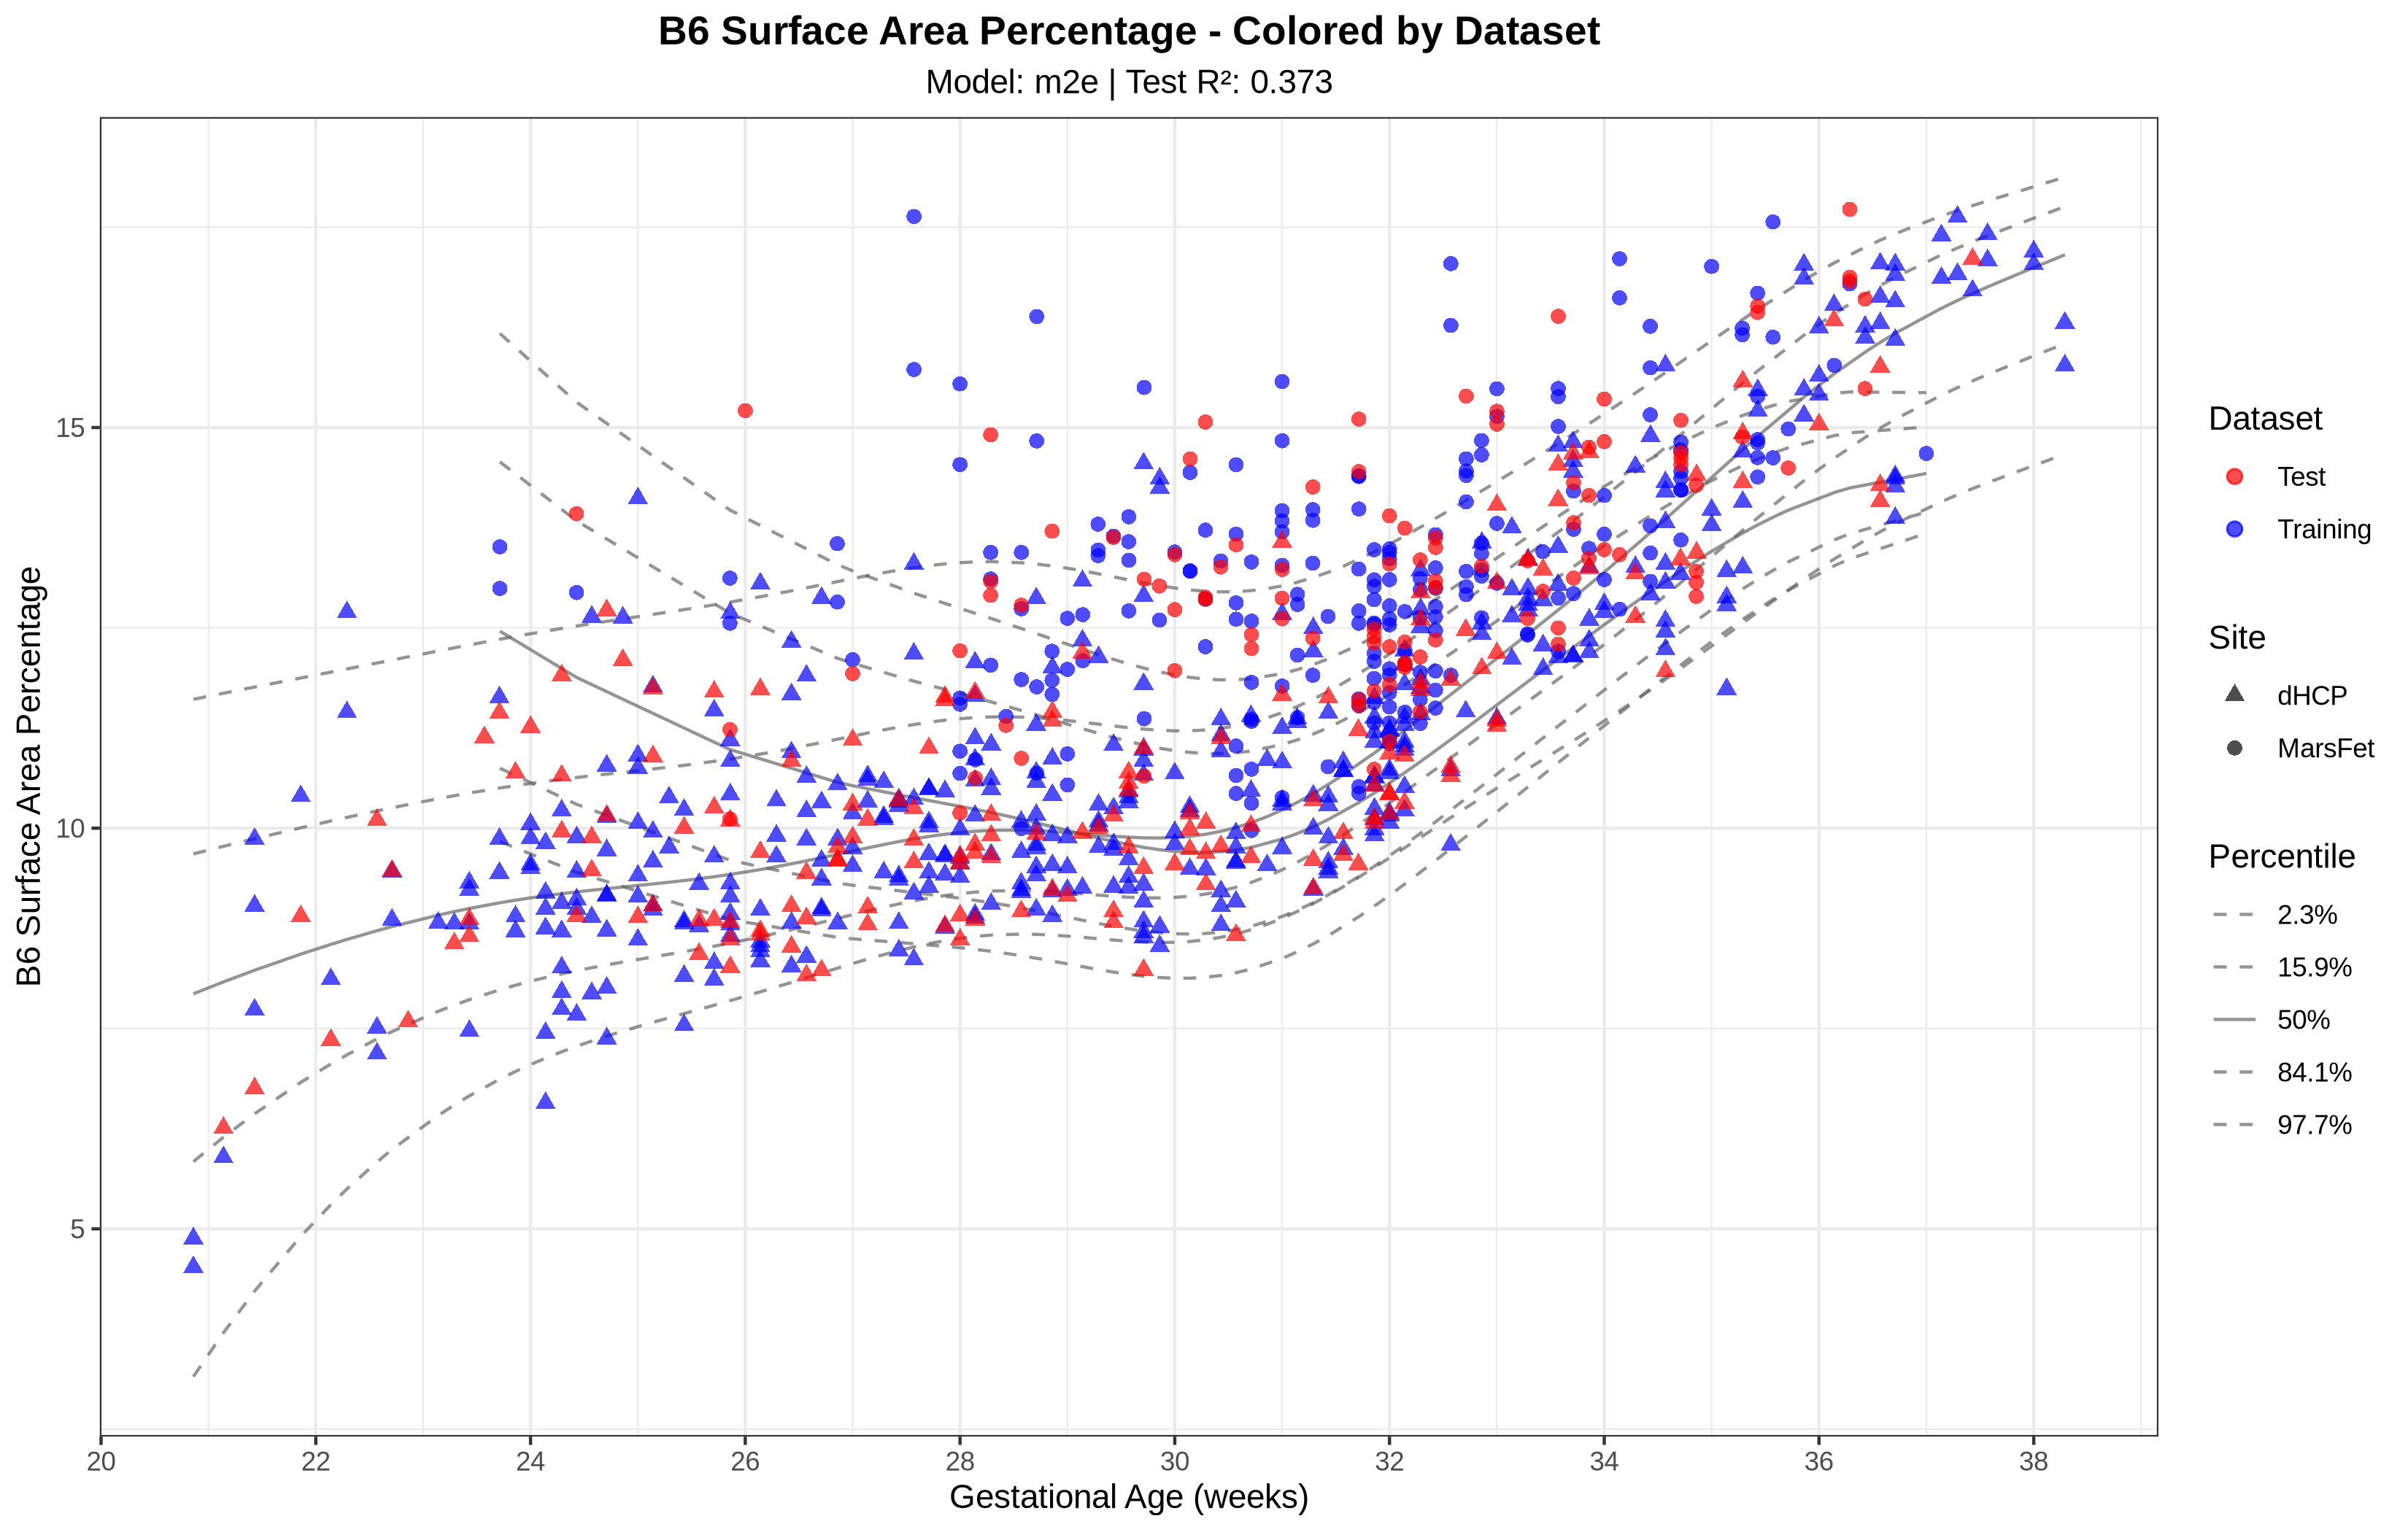 B6 Surface Area Percentage - Colored by Dataset
Model: m2e | Test R²: 0.373
B6 Surface Area Percentage
15
10
5
20 22 24 26 28 30 32 34 36 38
Gestational Age (weeks)
Dataset
Test
Training
Site
dHCP
MarsFet
Percentile
2.3%
15.9%
50%
84.1%
97.7%